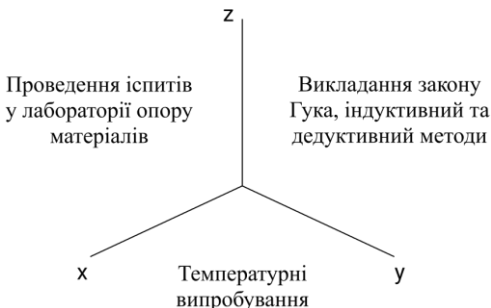 z
Проведення іспитів
у лабораторії опору
матеріалів
Викладання закону
Гука, індуктивний та
дедуктивний методи
x
Температурні
випробування
y